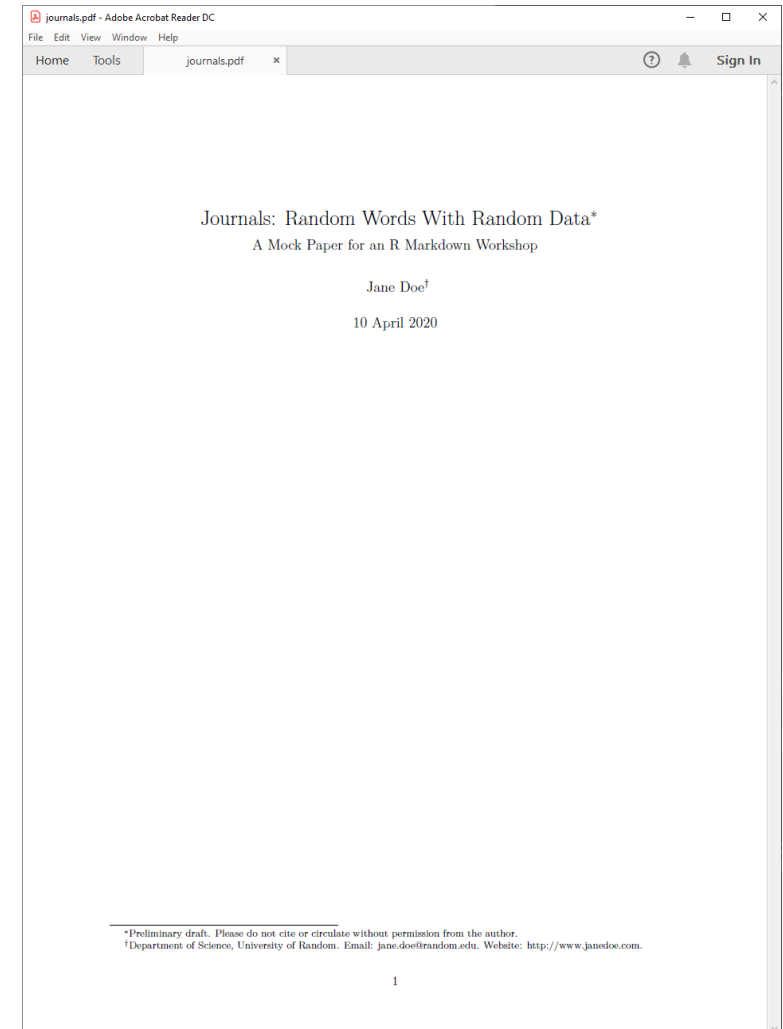 journals.pdf - Adobe Acrobat Reader DC
File Edit View Window Help
Home Tools journals.pdf × ? Sign In
Journals: Random Words With Random Data*
A Mock Paper for an R Markdown Workshop
Jane Doe†
10 April 2020
*Preliminary draft. Please do not cite or circulate without permission from the author.
†Department of Science, University of Random. Email: jane.doe@random.edu. Website: http://www.janedoe.com.
1